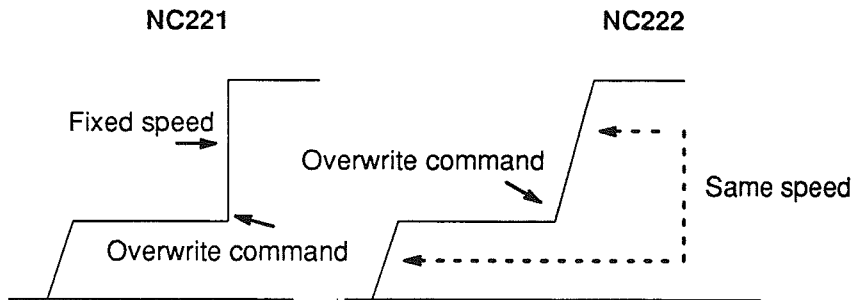 NC221
NC222
Fixed speed
Overwrite command
Overwrite command
Same speed